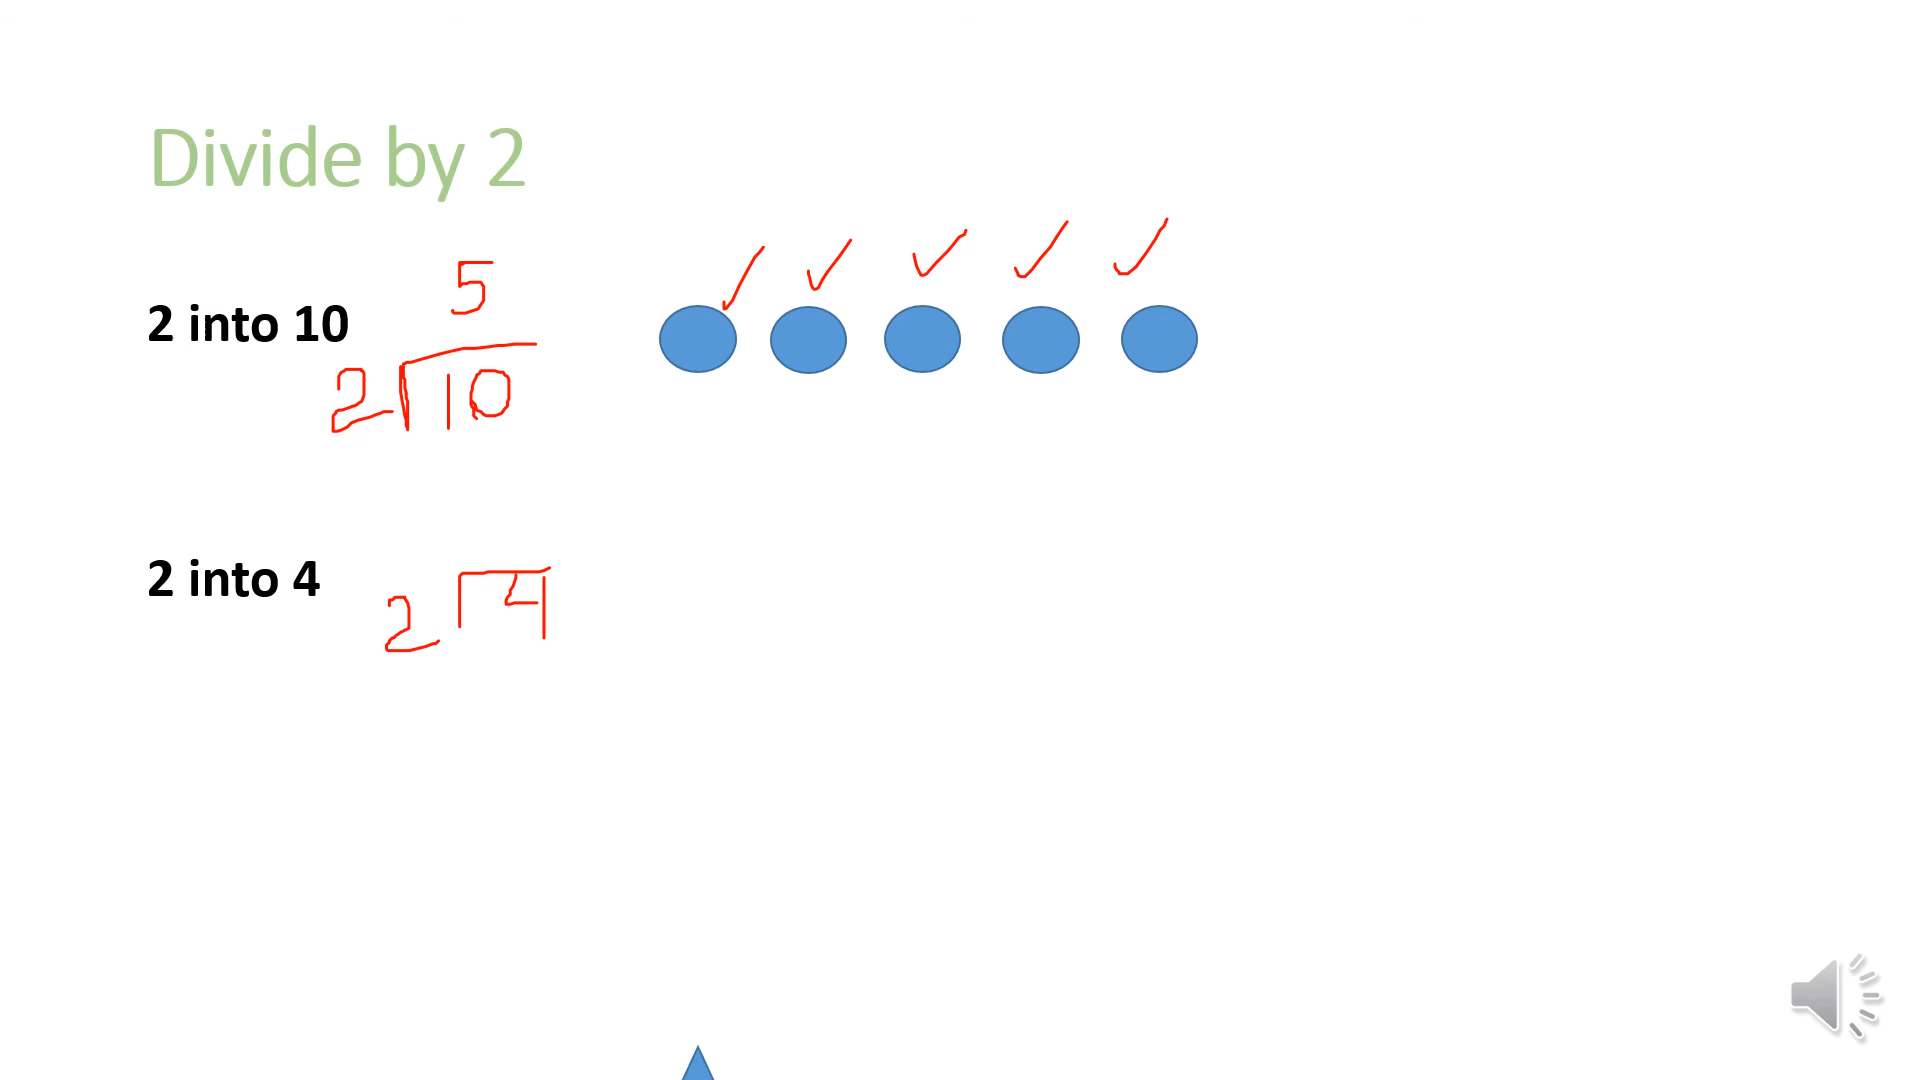 Divide by 2
5
2 into 10
2 10
2 into 4
2 4